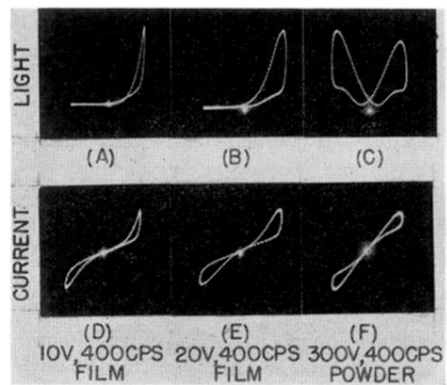 LIGHT
(A) (B) (C)
CURRENT
(D) (E) (F)
10V,400CPS 20V,400CPS 300V,400CPS
FILM FILM POWDER